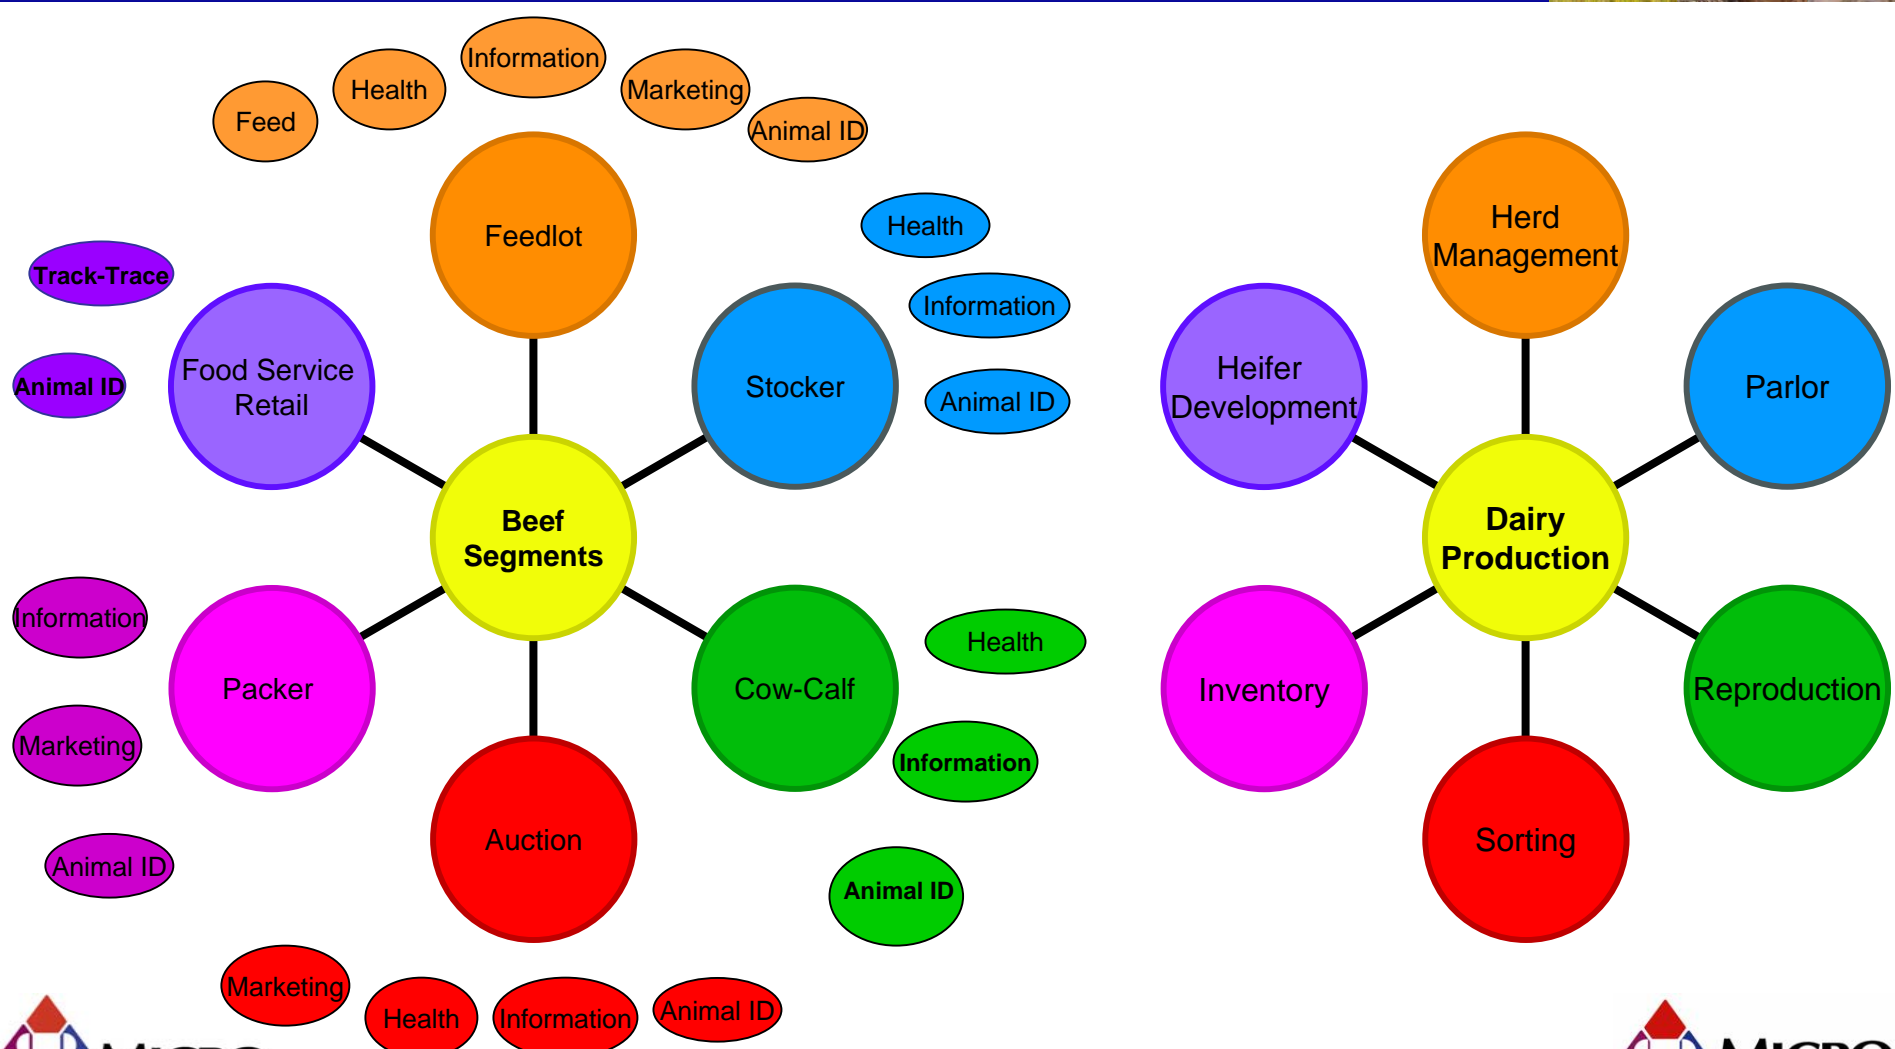 Information
Health
Marketing
Feed
Animal ID
Feedlot
Health
Information
Animal ID
Stocker
Track-Trace
Animal ID
Food Service
Retail
Beef
Segments
Information
Marketing
Animal ID
Packer
Health
Information
Animal ID
Cow-Calf
Auction
Marketing
Health
Information
Animal ID
Herd
Management
Heifer
Development
Parlor
Dairy
Production
Inventory
Reproduction
Sorting
MICRO
MICRO